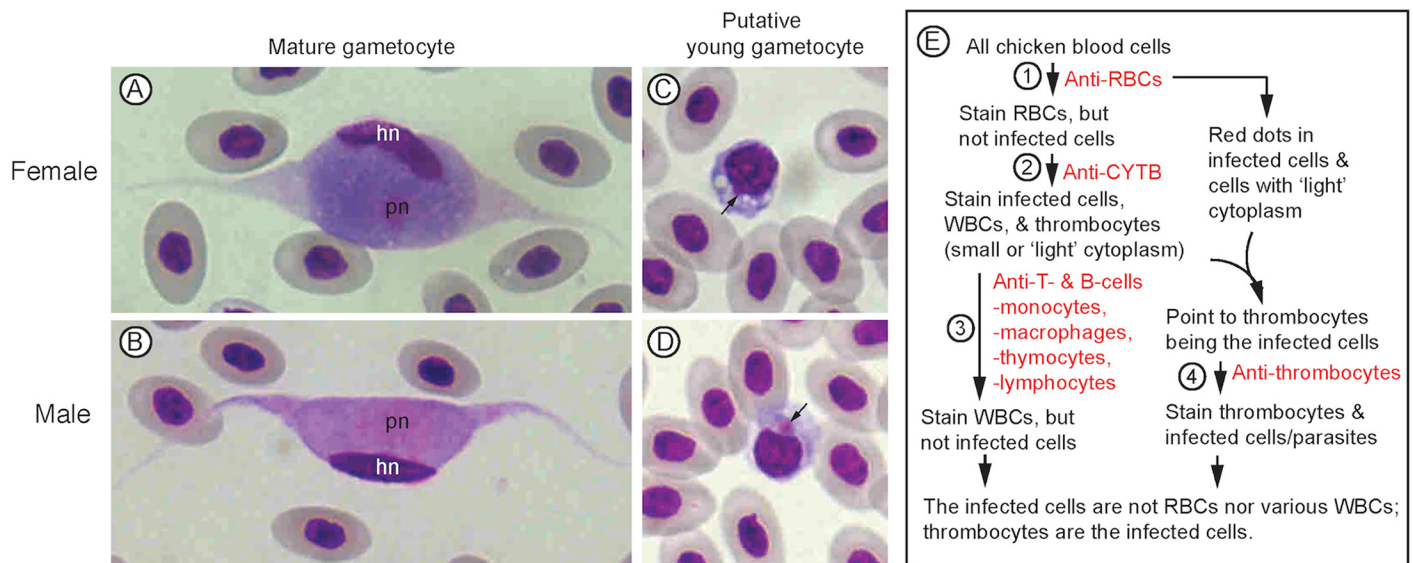 Mature gametocyte
Putative
young gametocyte
Female
Male
A
hn
pn
B
pn
hn
C
D
E
All chicken blood cells
1 Anti-RBCs
Stain RBCs, but
not infected cells
2 Anti-CYTB
Stain infected cells,
WBCs, & thrombocytes
(small or ‘light’ cytoplasm)
Red dots in
infected cells &
cells with ‘light’
cytoplasm
3
Anti-T- & B-cells
-monocytes,
-macrophages,
-thymocytes,
-lymphocytes
Stain WBCs, but
not infected cells
Point to thrombocytes
being the infected cells
4 Anti-thrombocytes
Stain thrombocytes &
infected cells/parasites
The infected cells are not RBCs nor various WBCs;
thrombocytes are the infected cells.